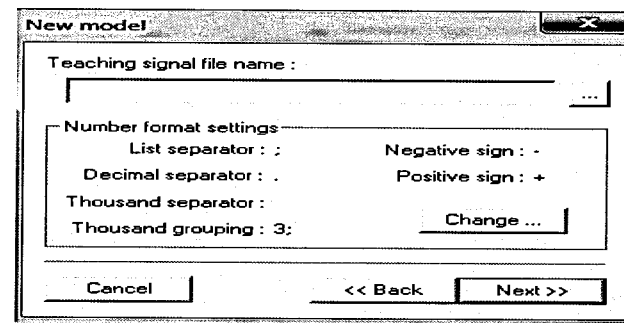 New model
Teaching signal file name :
...
Number format settings
List separator : ; Negative sign : -
Decimal separator : . Positive sign : +
Thousand separator :
Thousand grouping : 3; Change ...
Cancel << Back Next >>